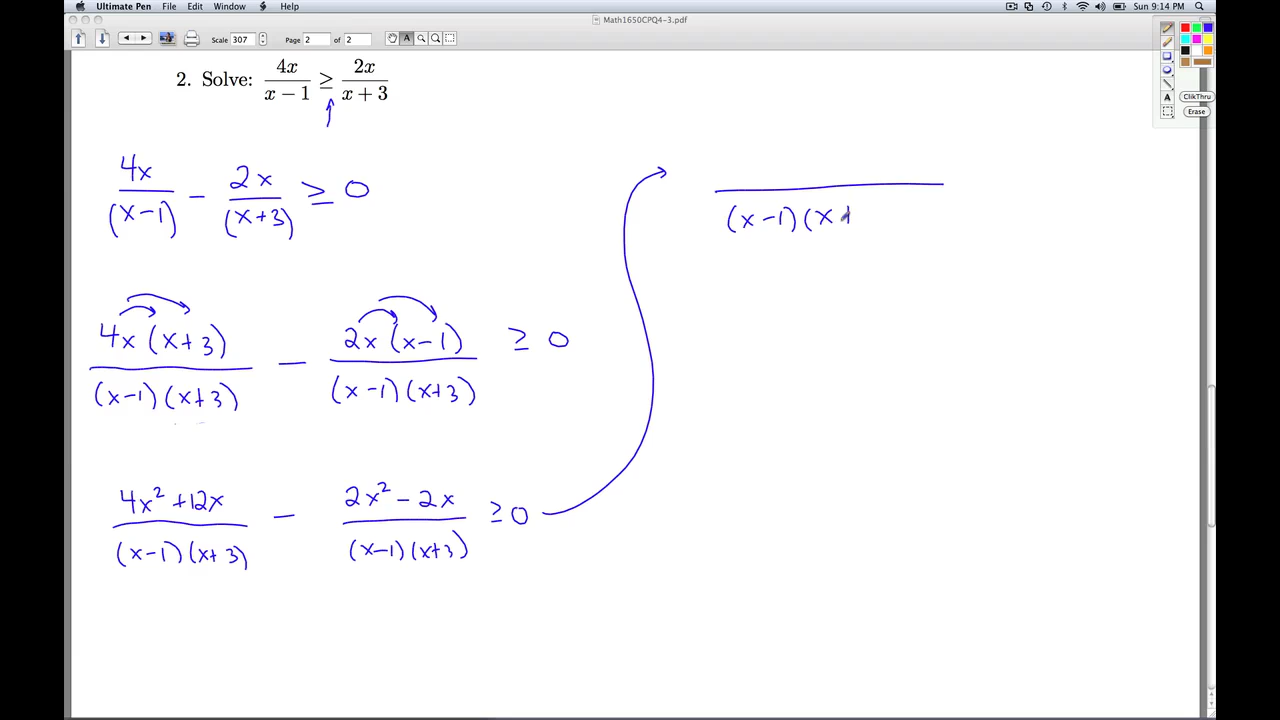 Ultimate Pen File Edit Window Help Sun 9:14 PM
Math1650CPQ4-3.pdf
Scale 307 Page 2 of 2
A
A
ClikThru
Erase
2. Solve: 4x/(x − 1) ≥ 2x/(x + 3)
4x/(x-1) - 2x/(x+3) ≥ 0
4x(x+3)/(x-1)(x+3) - 2x(x-1)/(x-1)(x+3) ≥ 0
4x² +12x/(x-1)(x+3) - 2x² - 2x/(x-1)(x+3) ≥ 0
(x-1)(x+